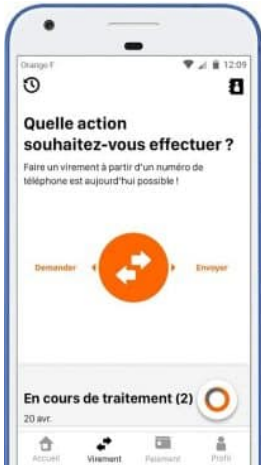 Orange F
12:09
Quelle action
souhaitez-vous effectuer ?
Faire un virement à partir d'un numéro de
téléphone est aujourd'hui possible !
Demander
Envoyer
En cours de traitement (2)
20 avr.
Accueil
Virement
Paiement
Profil